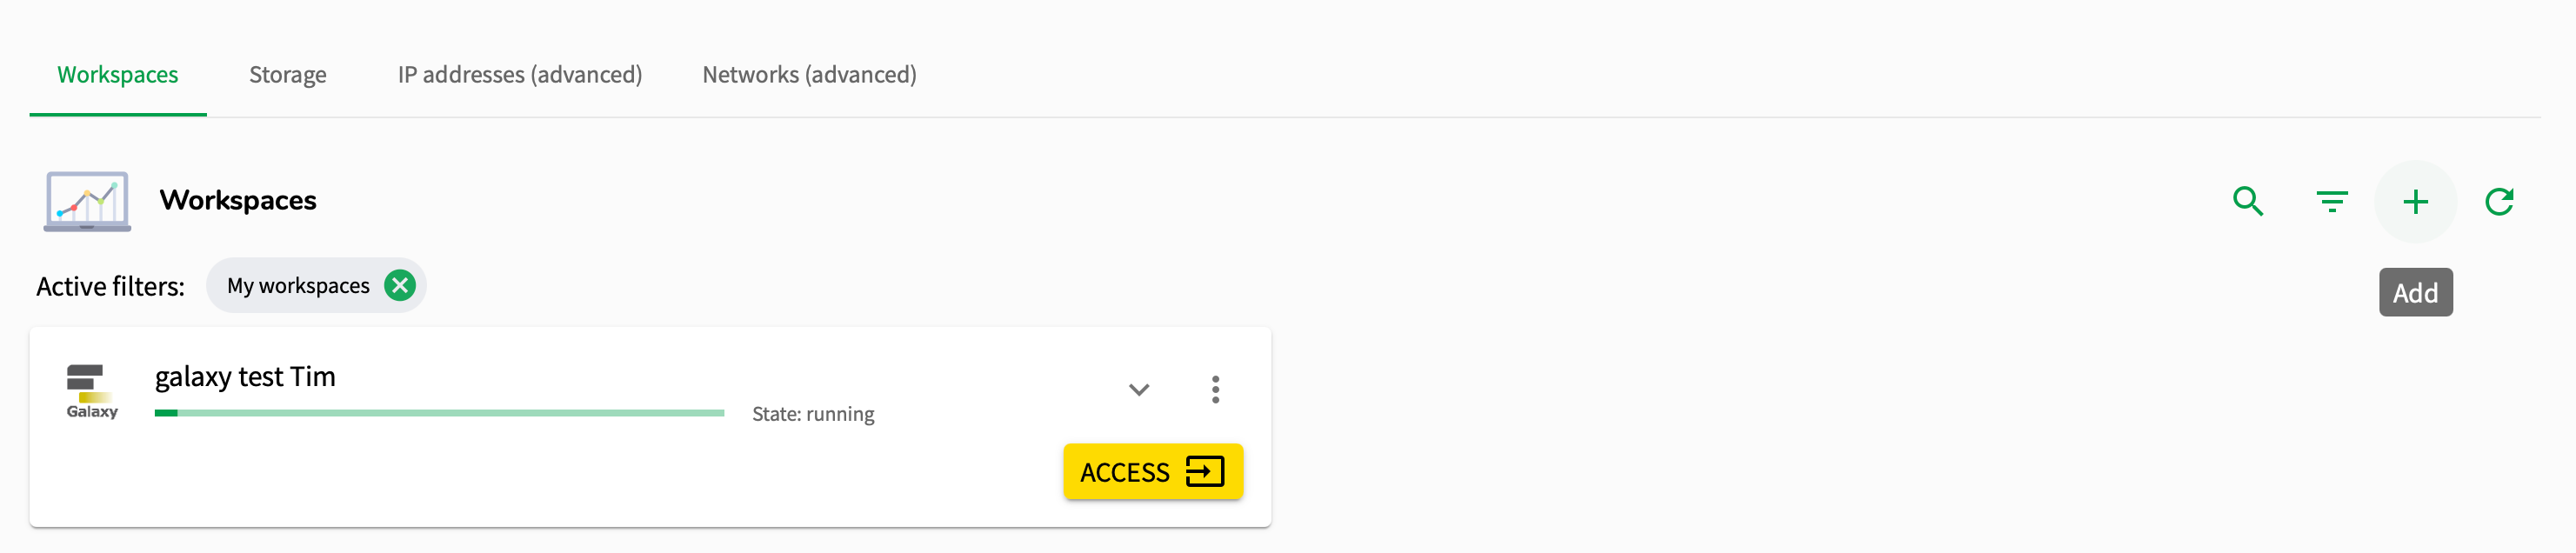 Workspaces Storage IP addresses (advanced) Networks (advanced)
Workspaces
Active filters: My workspaces
Add
galaxy test Tim
Galaxy
State: running
ACCESS